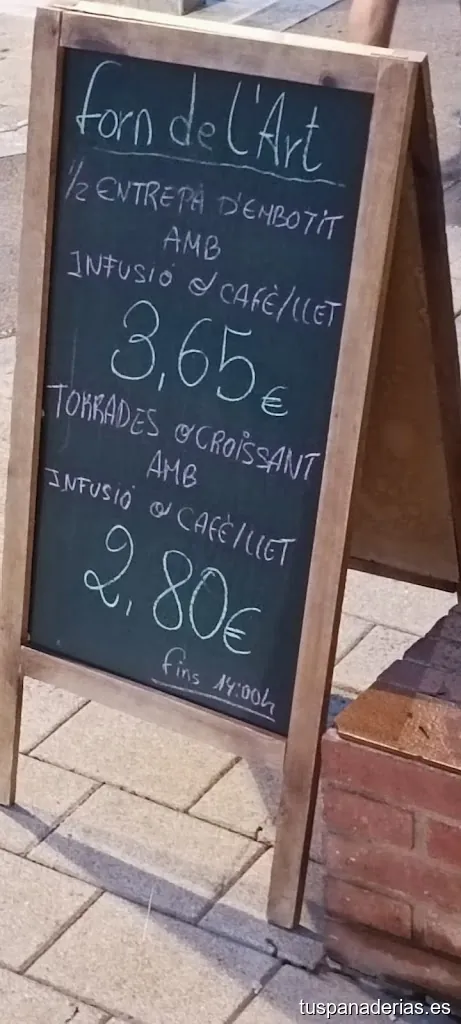 Forn de l'Art
1/2 ENTREPÀ D'EMBOTIT
AMB
INFUSIÓ O CAFÈ/LLET
3,65€
TORRADES O CROISSANT
AMB
INFUSIÓ O CAFÈ/LLET
2,80€
fins 14:00h
tuspanaderias.es